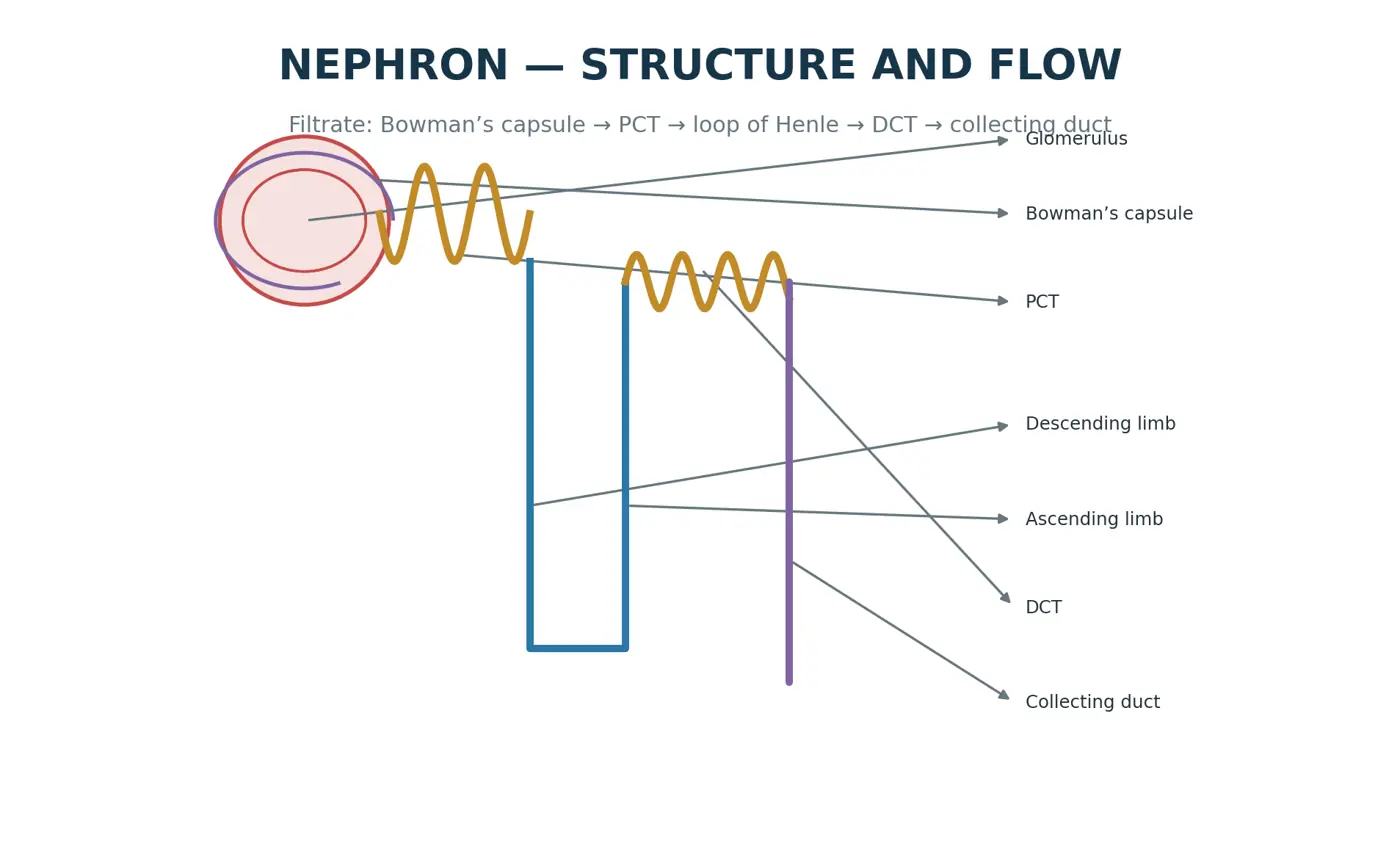 NEPHRON — STRUCTURE AND FLOW
Filtrate: Bowman’s capsule → PCT → loop of Henle → DCT → collecting duct
Glomerulus
Bowman’s capsule
PCT
Descending limb
Ascending limb
DCT
Collecting duct